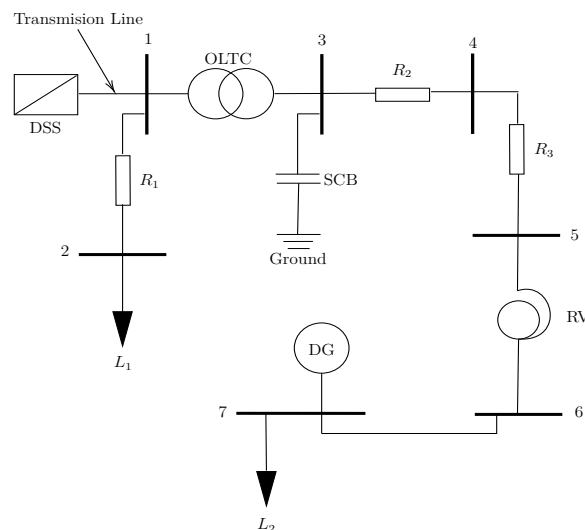 Transmision Line
1
OLTC
3
4
DSS
R₂
R₁
SCB
R₃
2
Ground
5
L₁
RV
DG
7
6
L₂